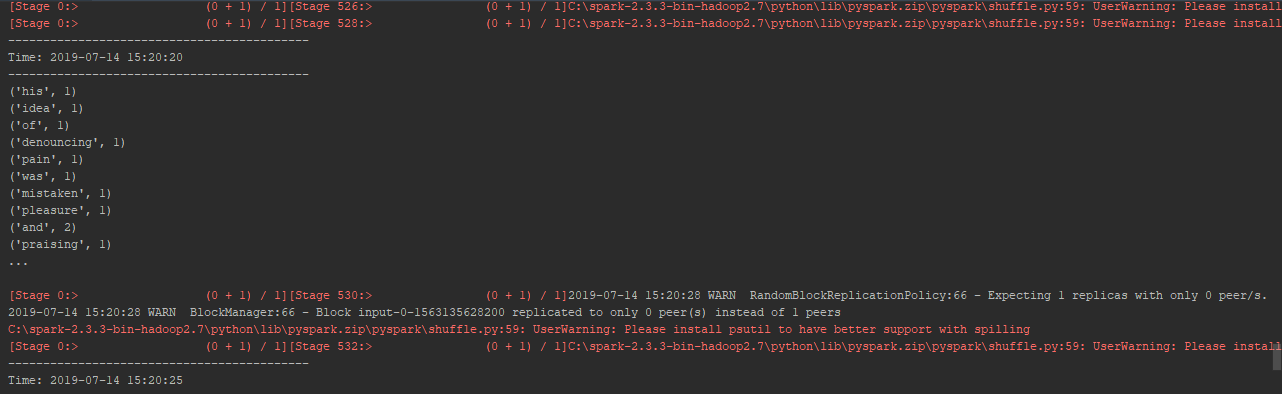 [Stage 0:>                  (0 + 1) / 1][Stage 526:>                (0 + 1) / 1]C:\spark-2.3.3-bin-hadoop2.7\python\lib\pyspark.zip\pyspark\shuffle.py:59: UserWarning: Please install
[Stage 0:>                  (0 + 1) / 1][Stage 528:>                (0 + 1) / 1]C:\spark-2.3.3-bin-hadoop2.7\python\lib\pyspark.zip\pyspark\shuffle.py:59: UserWarning: Please install
-------------------------------------------
Time: 2019-07-14 15:20:20
-------------------------------------------
('his', 1)
('idea', 1)
('of', 1)
('denouncing', 1)
('pain', 1)
('was', 1)
('mistaken', 1)
('pleasure', 1)
('and', 2)
('praising', 1)
...
[Stage 0:>                  (0 + 1) / 1][Stage 530:>                (0 + 1) / 1]2019-07-14 15:20:28 WARN  RandomBlockReplicationPolicy:66 - Expecting 1 replicas with only 0 peer/s.
2019-07-14 15:20:28 WARN  BlockManager:66 - Block input-0-1563135628200 replicated to only 0 peer(s) instead of 1 peers
C:\spark-2.3.3-bin-hadoop2.7\python\lib\pyspark.zip\pyspark\shuffle.py:59: UserWarning: Please install psutil to have better support with spilling
[Stage 0:>                  (0 + 1) / 1][Stage 532:>                (0 + 1) / 1]C:\spark-2.3.3-bin-hadoop2.7\python\lib\pyspark.zip\pyspark\shuffle.py:59: UserWarning: Please install
-------------------------------------------
Time: 2019-07-14 15:20:25